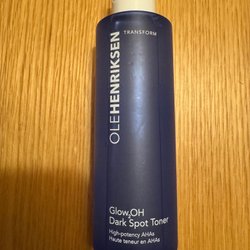 OLEHENRIKSEN
TRANSFORM
Glow2OH
Dark Spot Toner
High-potency AHAs
Haute teneur en AHAs